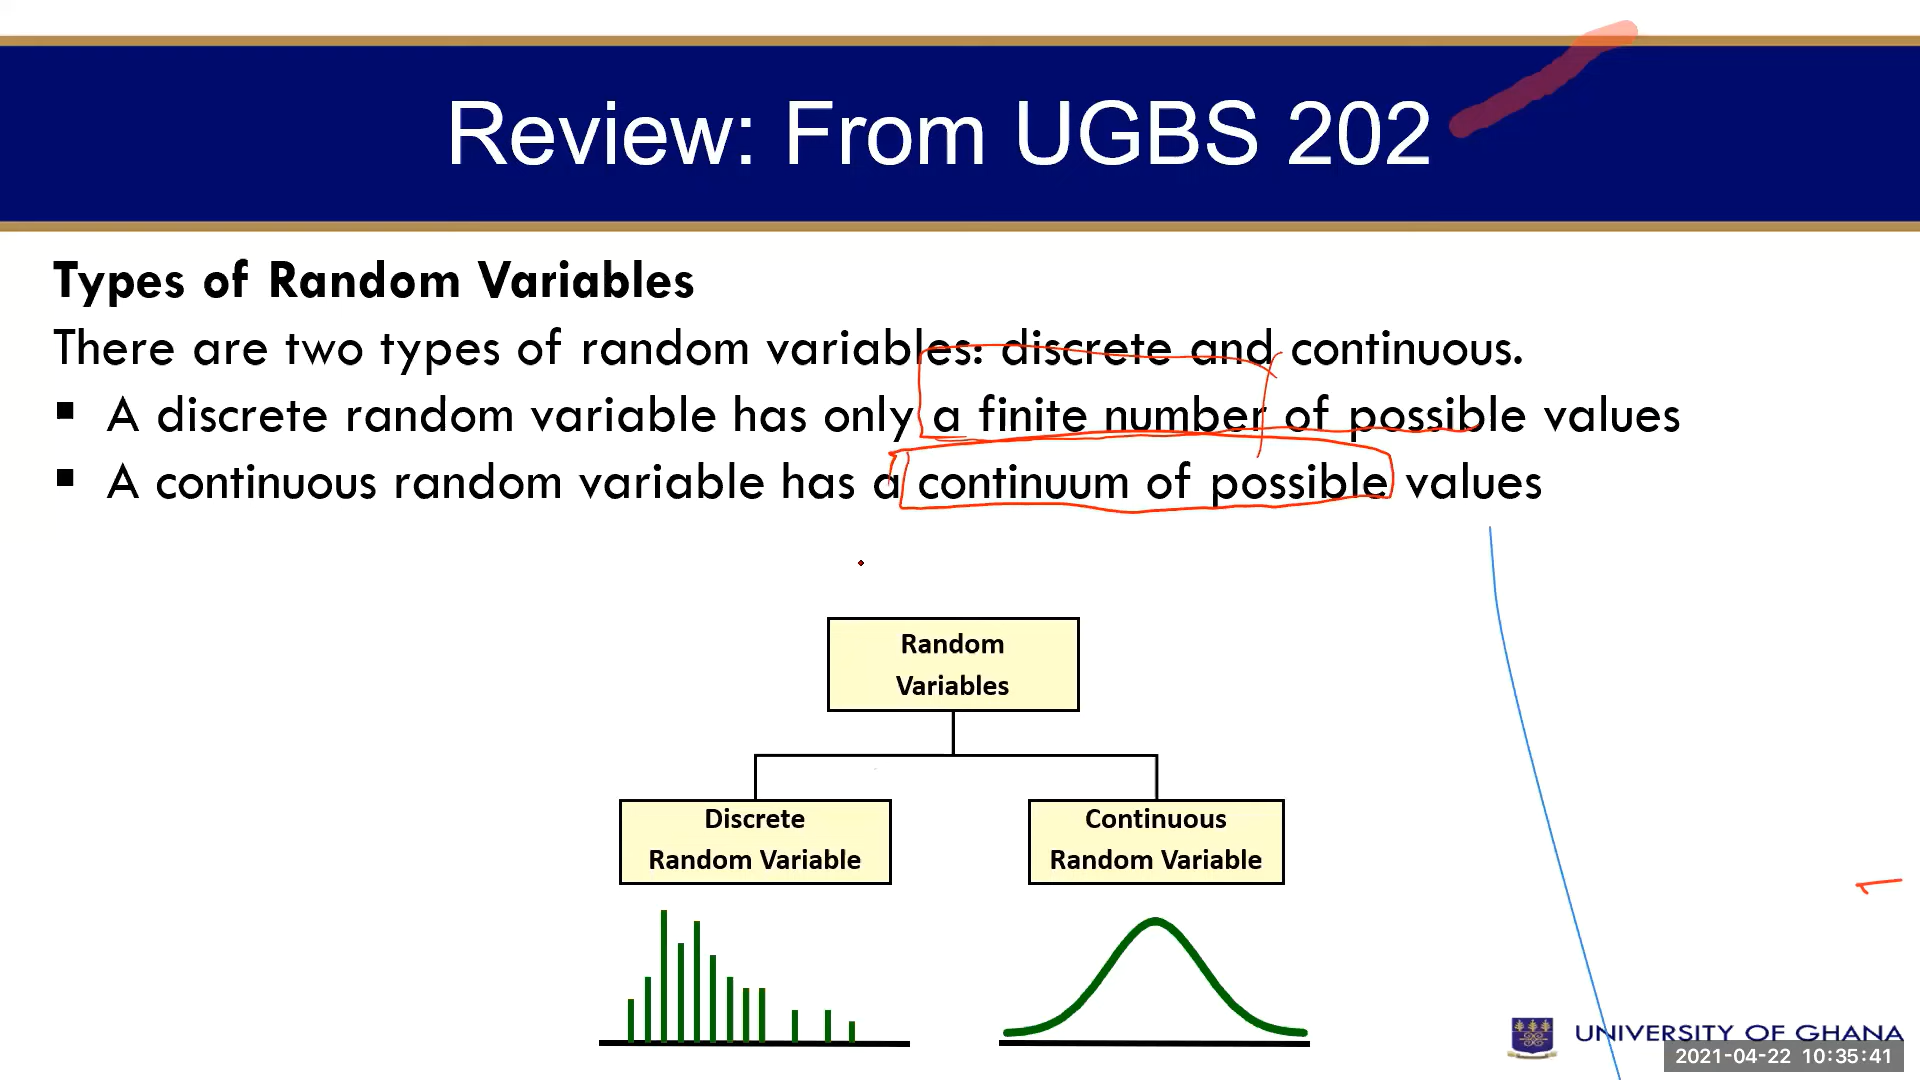 Review: From UGBS 202
Types of Random Variables
There are two types of random variables: discrete and continuous.
▪ A discrete random variable has only a finite number of possible values
▪ A continuous random variable has a continuum of possible values
Random
Variables
Discrete
Random Variable
Continuous
Random Variable
UNIVERSITY OF GHANA
2021-04-22 10:35:41